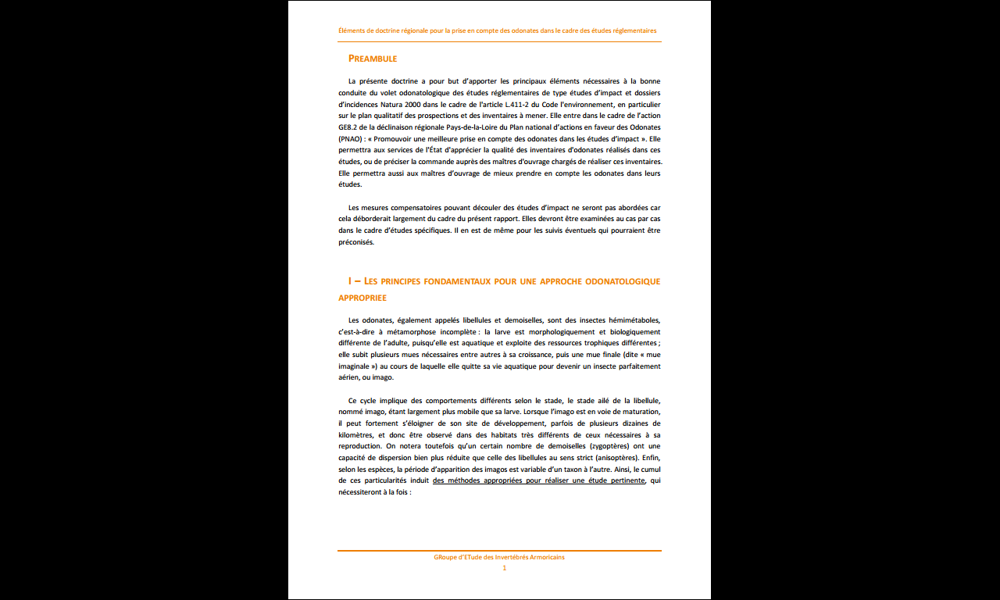 Éléments de doctrine régionale pour la prise en compte des odonates dans le cadre des études réglementaires
PREAMBULE
La présente doctrine a pour but d’apporter les principaux éléments nécessaires à la bonne
conduite du volet odonatologique des études réglementaires de type études d’impact et dossiers
d’incidences Natura 2000 dans le cadre de l'article L.411-2 du Code l'environnement, en particulier
sur le plan qualitatif des prospections et des inventaires à mener. Elle entre dans le cadre de l’action
GE8.2 de la déclinaison régionale Pays-de-la-Loire du Plan national d’actions en faveur des Odonates
(PNAO) : « Promouvoir une meilleure prise en compte des odonates dans les études d’impact ». Elle
permettra aux services de l'État d'apprécier la qualité des inventaires d'odonates réalisés dans ces
études, ou de préciser la commande auprès des maîtres d'ouvrage chargés de réaliser ces inventaires.
Elle permettra aussi aux maîtres d’ouvrage de mieux prendre en compte les odonates dans leurs
études.
Les mesures compensatoires pouvant découler des études d’impact ne seront pas abordées car
cela déborderait largement du cadre du présent rapport. Elles devront être examinées au cas par cas
dans le cadre d’études spécifiques. Il en est de même pour les suivis éventuels qui pourraient être
préconisés.
I – LES PRINCIPES FONDAMENTAUX POUR UNE APPROCHE ODONATOLOGIQUE
APPROPRIEE
Les odonates, également appelés libellules et demoiselles, sont des insectes hémimétaboles,
c’est-à-dire à métamorphose incomplète : la larve est morphologiquement et biologiquement
différente de l’adulte, puisqu’elle est aquatique et exploite des ressources trophiques différentes ;
elle subit plusieurs mues nécessaires entre autres à sa croissance, puis une mue finale (dite « mue
imaginale ») au cours de laquelle elle quitte sa vie aquatique pour devenir un insecte parfaitement
aérien, ou imago.
Ce cycle implique des comportements différents selon le stade, le stade ailé de la libellule,
nommé imago, étant largement plus mobile que sa larve. Lorsque l’imago est en voie de maturation,
il peut fortement s’éloigner de son site de développement, parfois de plusieurs dizaines de
kilomètres, et donc être observé dans des habitats très différents de ceux nécessaires à sa
reproduction. On notera toutefois qu’un certain nombre de demoiselles (zygoptères) ont une
capacité de dispersion bien plus réduite que celle des libellules au sens strict (anisoptères). Enfin,
selon les espèces, la période d’apparition des imagos est variable d’un taxon à l’autre. Ainsi, le cumul
de ces particularités induit des méthodes appropriées pour réaliser une étude pertinente, qui
nécessiteront à la fois :
GRoupe d’ETude des Invertébrés Armoricains
1